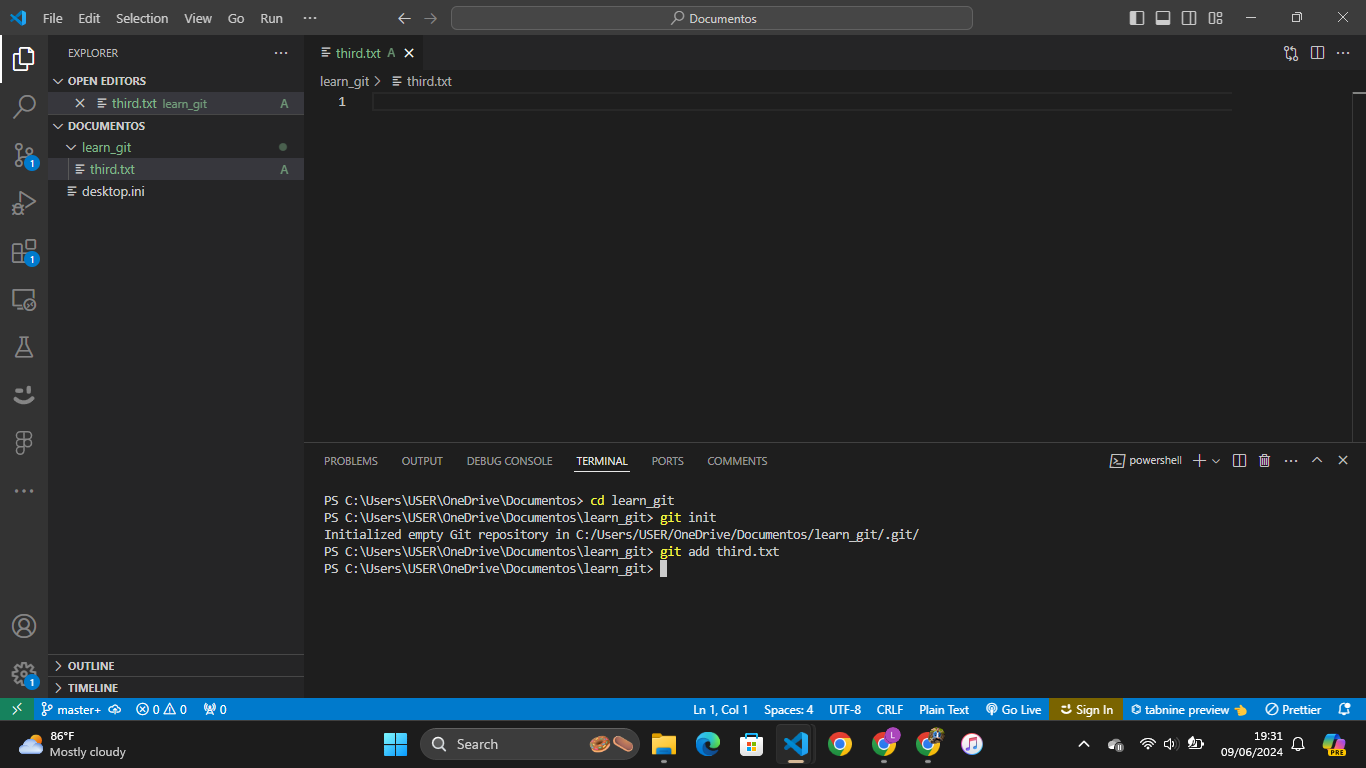 File Edit Selection View Go Run ···
Documentos
EXPLORER
OPEN EDITORS
third.txt learn_git A
DOCUMENTOS
learn_git
third.txt A
desktop.ini
OUTLINE
TIMELINE
third.txt A
learn_git > third.txt
1
PROBLEMS OUTPUT DEBUG CONSOLE TERMINAL PORTS COMMENTS
powershell
PS C:\Users\USER\OneDrive\Documentos> cd learn_git
PS C:\Users\USER\OneDrive\Documentos\learn_git> git init
Initialized empty Git repository in C:/Users/USER/OneDrive/Documentos/learn_git/.git/
PS C:\Users\USER\OneDrive\Documentos\learn_git> git add third.txt
PS C:\Users\USER\OneDrive\Documentos\learn_git>
1
1
1
master+ 0 0 0 Ln 1, Col 1 Spaces: 4 UTF-8 CRLF Plain Text Go Live Sign In tabnine preview Prettier
86°F
Mostly cloudy
Search
L
19:31
09/06/2024
PRE